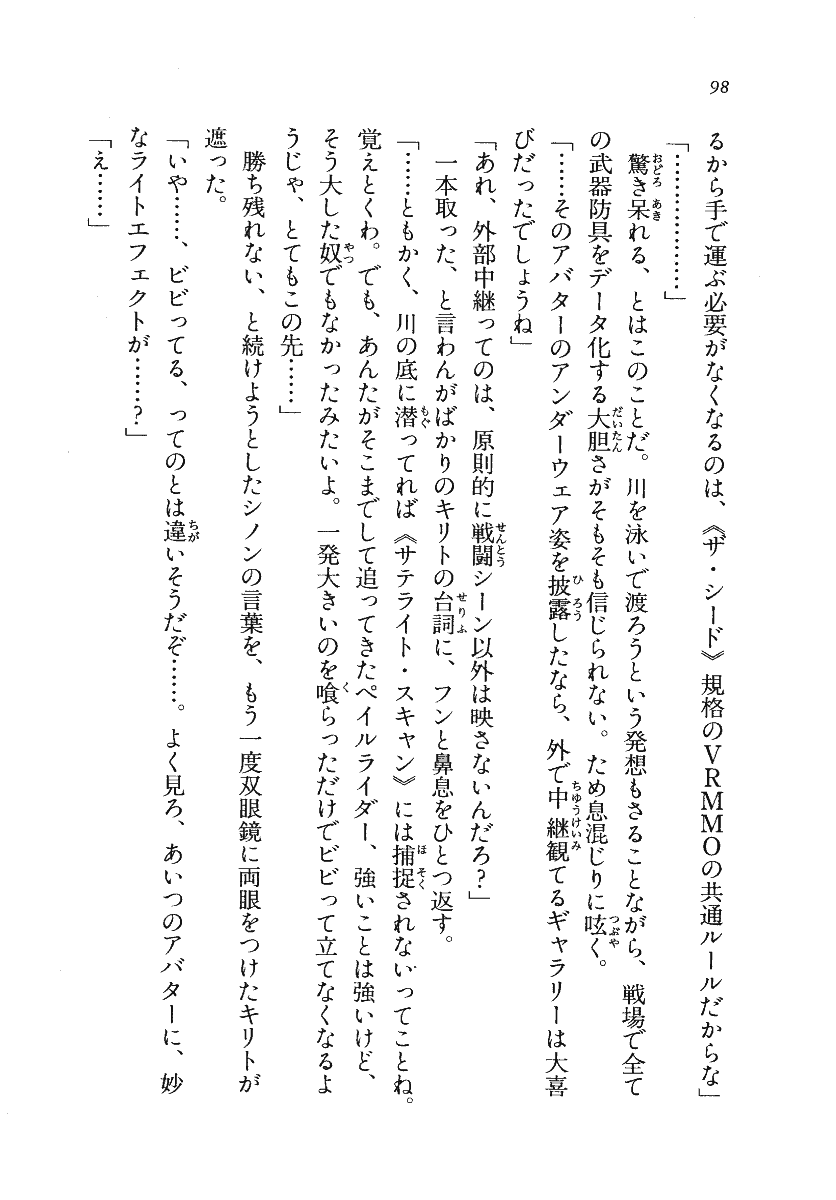 98
るから手で運ぶ必要がなくなるのは、《ザ・シード》規格のVRMMOの共通ルールだからな」
「………………」
　驚き呆れる、とはこのことだ。川を泳いで渡ろうという発想もさることながら、戦場で全て
の武器防具をデータ化する大胆さがそもそも信じられない。ため息混じりに呟く。
「……そのアバターのアンダーウェア姿を披露したなら、外で中継観てるギャラリーは大喜
びだったでしょうね」
「あれ、外部中継ってのは、原則的に戦闘シーン以外は映さないんだろ？」
　一本取った、と言わんがばかりのキリトの台詞に、フンと鼻息をひとつ返す。
「……ともかく、川の底に潜ってれば《サテライト・スキャン》には捕捉されないってことね。
覚えとくわ。でも、あんたがそこまでして追ってきたペイルライダー、強いことは強いけど、
そう大した奴でもなかったみたいよ。一発大きいのを喰らっただけでビビって立てなくなるよ
うじゃ、とてもこの先……」
　勝ち残れない、と続けようとしたシノンの言葉を、もう一度双眼鏡に両眼をつけたキリトが
遮った。
「いや……、ビビってる、ってのとは違いそうだぞ……。よく見ろ、あいつのアバターに、妙
なライトエフェクトが……？」
「え……」